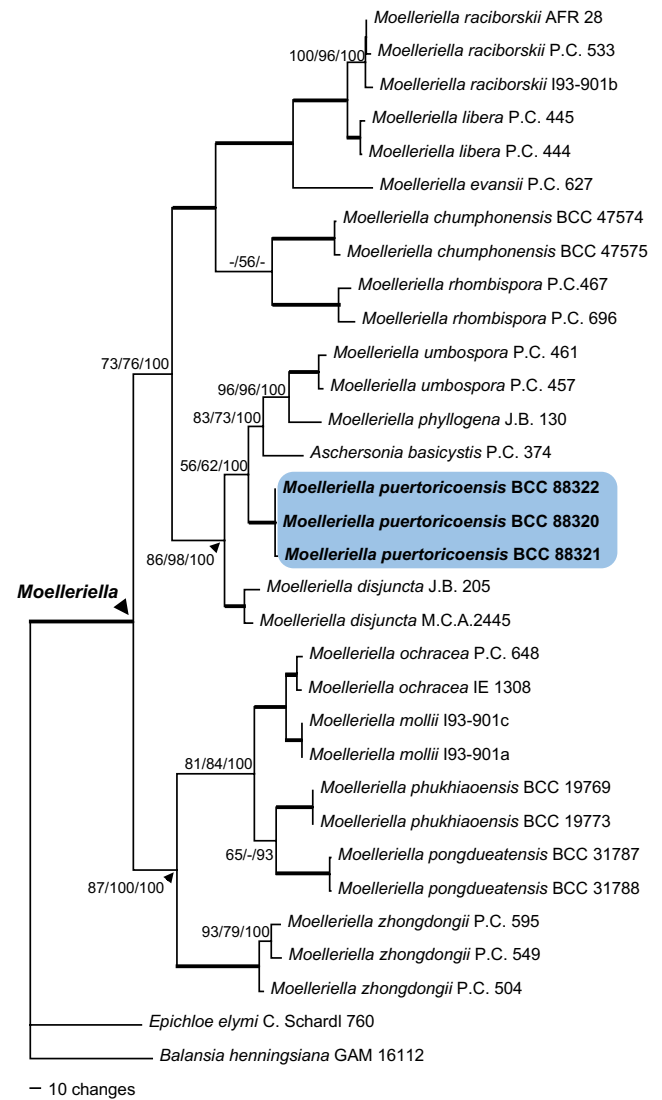 Moelleriella raciborskii AFR 28
Moelleriella raciborskii P.C. 533
100/96/100
Moelleriella raciborskii I93-901b
Moelleriella libera P.C. 445
Moelleriella libera P.C. 444
Moelleriella evansii P.C. 627
Moelleriella chumphonensis BCC 47574
Moelleriella chumphonensis BCC 47575
-/56/-
Moelleriella rhombispora P.C.467
Moelleriella rhombispora P.C. 696
Moelleriella umbospora P.C. 461
73/76/100
Moelleriella umbospora P.C. 457
96/96/100
Moelleriella phyllogena J.B. 130
83/73/100
Aschersonia basicystis P.C. 374
56/62/100
Moelleriella puertoricoensis BCC 88322
Moelleriella puertoricoensis BCC 88320
Moelleriella puertoricoensis BCC 88321
86/98/100
Moelleriella disjuncta J.B. 205
Moelleriella
Moelleriella disjuncta M.C.A.2445
Moelleriella ochracea P.C. 648
Moelleriella ochracea IE 1308
Moelleriella mollii I93-901c
Moelleriella mollii I93-901a
81/84/100
Moelleriella phukhiaoensis BCC 19769
Moelleriella phukhiaoensis BCC 19773
65/-/93
Moelleriella pongdueatensis BCC 31787
Moelleriella pongdueatensis BCC 31788
87/100/100
Moelleriella zhongdongii P.C. 595
93/79/100
Moelleriella zhongdongii P.C. 549
Moelleriella zhongdongii P.C. 504
Epichloe elymi C. Schardl 760
Balansia henningsiana GAM 16112
10 changes